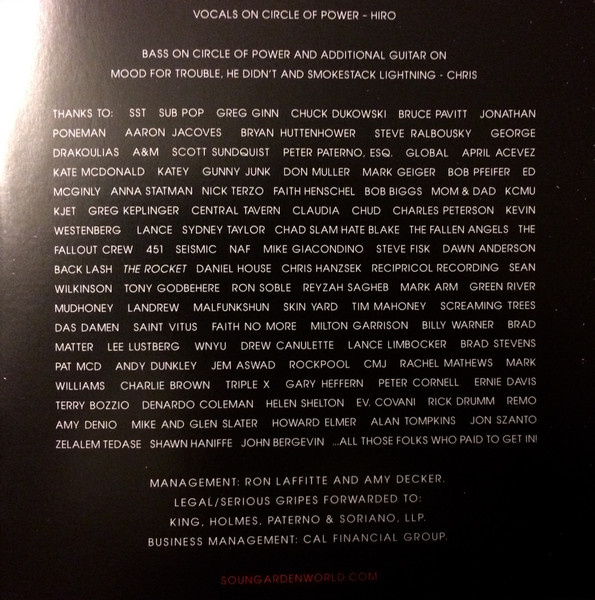 VOCALS ON CIRCLE OF POWER - HIRO
BASS ON CIRCLE OF POWER AND ADDITIONAL GUITAR ON
MOOD FOR TROUBLE, HE DIDN'T AND SMOKESTACK LIGHTNING - CHRIS
THANKS TO: SST SUB POP GREG GINN CHUCK DUKOWSKI BRUCE PAVITT JONATHAN
PONEMAN AARON JACOVES BRYAN HUTTENHOWER STEVE RALBOUSKY GEORGE
DRAKOULIAS A&M SCOTT SUNDQUIST PETER PATERNO, ESQ. GLOBAL APRIL ACEVEZ
KATE MCDONALD KATEY GUNNY JUNK DON MULLER MARK GEIGER BOB PFEIFER ED
MCGINLY ANNA STATMAN NICK TERZO FAITH HENSCHEL BOB BIGGS MOM & DAD KCMU
KJET GREG KEPLINGER CENTRAL TAVERN CLAUDIA CHUD CHARLES PETERSON KEVIN
WESTENBERG LANCE SYDNEY TAYLOR CHAD SLAM HATE BLAKE THE FALLEN ANGELS THE
FALLOUT CREW 451 SEISMIC NAF MIKE GIACONDINO STEVE FISK DAWN ANDERSON
BACK LASH THE ROCKET DANIEL HOUSE CHRIS HANZSEK RECIPRICOL RECORDING SEAN
WILKINSON TONY GODBEHERE RON SOBLE REYZAH SAGHEB MARK ARM GREEN RIVER
MUDHONEY LANDREW MALFUNKSHUN SKIN YARD TIM MAHONEY SCREAMING TREES
DAS DAMEN SAINT VITUS FAITH NO MORE MILTON GARRISON BILLY WARNER BRAD
MATTER LEE LUSTBERG WNYU DREW CANULETTE LANCE LIMBOCKER BRAD STEVENS
PAT MCD ANDY DUNKLEY JEM ASWAD ROCKPOOL CMJ RACHEL MATHEWS MARK
WILLIAMS CHARLIE BROWN TRIPLE X GARY HEFFERN PETER CORNELL ERNIE DAVIS
TERRY BOZZIO DENARDO COLEMAN HELEN SHELTON EV. COVANI RICK DRUMM REMO
AMY DENIO MIKE AND GLEN SLATER HOWARD ELMER ALAN TOMPKINS JON SZANTO
ZELALEM TEDASE SHAWN HANIFFE JOHN BERGEVIN ...ALL THOSE FOLKS WHO PAID TO GET IN!
MANAGEMENT: RON LAFFITTE AND AMY DECKER.
LEGAL/SERIOUS GRIPES FORWARDED TO:
KING, HOLMES, PATERNO & SORIANO, LLP.
BUSINESS MANAGEMENT: CAL FINANCIAL GROUP.
SOUNGARDENWORLD.COM